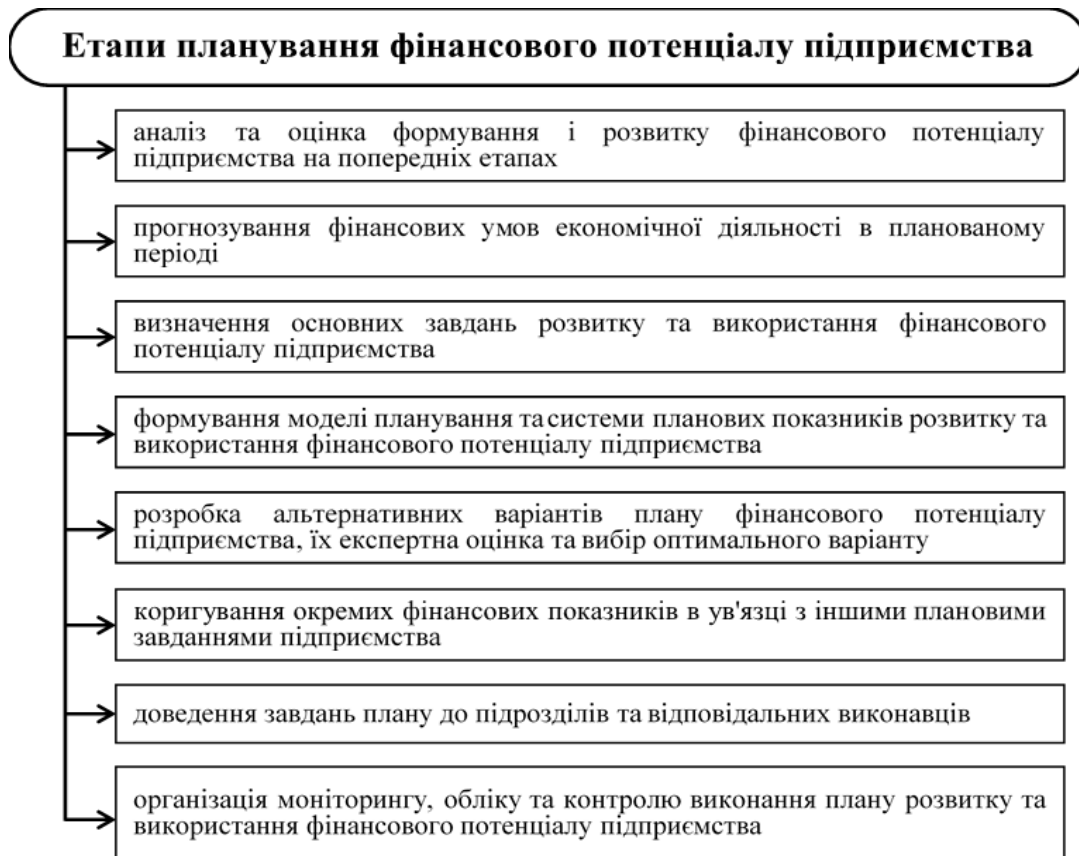 Етапи планування фінансового потенціалу підприємства
аналіз та оцінка формування і розвитку фінансового потенціалу
підприємства на попередніх етапах
прогнозування фінансових умов економічної діяльності в планованому
періоді
визначення основних завдань розвитку та використання фінансового
потенціалу підприємства
формування моделі планування та системи планових показників розвитку та
використання фінансового потенціалу підприємства
розробка альтернативних варіантів плану фінансового потенціалу
підприємства, їх експертна оцінка та вибір оптимального варіанту
коригування окремих фінансових показників в ув'язці з іншими плановими
завданнями підприємства
доведення завдань плану до підрозділів та відповідальних виконавців
організація моніторингу, обліку та контролю виконання плану розвитку та
використання фінансового потенціалу підприємства